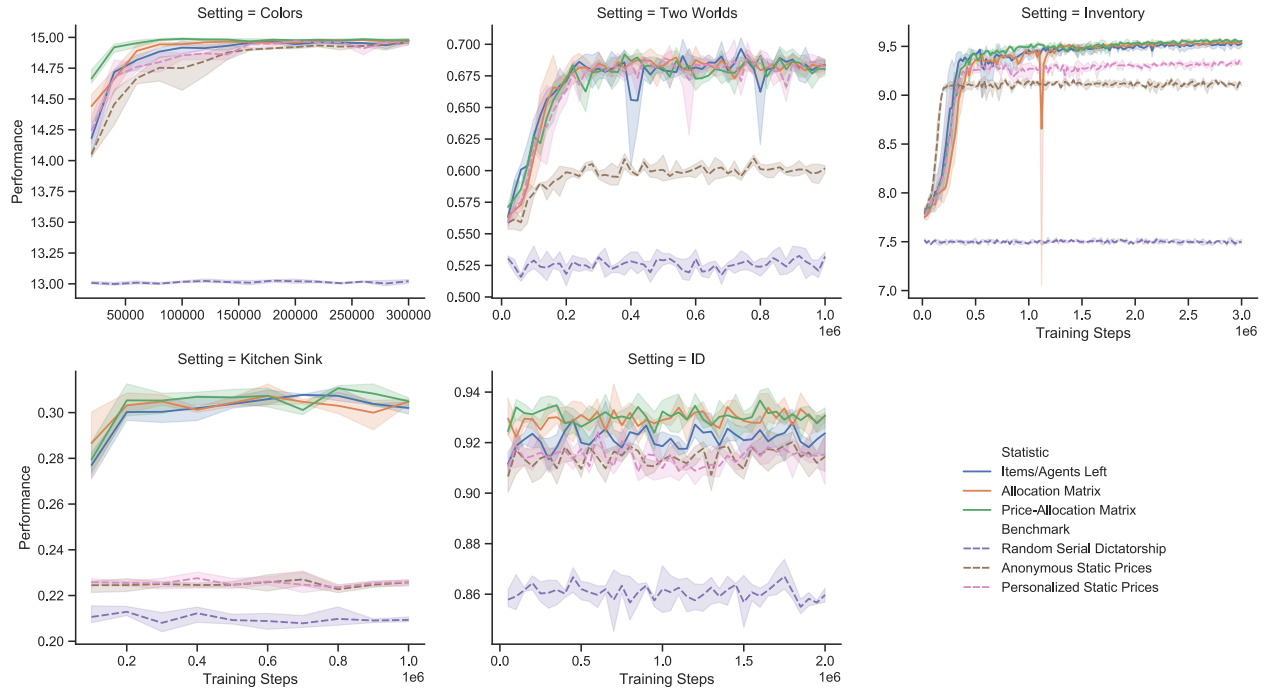 Setting = Colors
Setting = Two Worlds
Setting = Inventory
Performance
15.00
14.75
14.50
14.25
14.00
13.75
13.50
13.25
13.00
50000 100000 150000 200000 250000 300000
0.700
0.675
0.650
0.625
0.600
0.575
0.550
0.525
0.500
0.0 0.2 0.4 0.6 0.8 1.0
1e6
9.5
9.0
8.5
8.0
7.5
7.0
0.0 0.5 1.0 1.5 2.0 2.5 3.0
Training Steps
1e6
Setting = Kitchen Sink
Setting = ID
Performance
0.30
0.28
0.26
0.24
0.22
0.20
0.2 0.4 0.6 0.8 1.0
Training Steps
1e6
0.94
0.92
0.90
0.88
0.86
0.0 0.5 1.0 1.5 2.0
Training Steps
1e6
Statistic
Items/Agents Left
Allocation Matrix
Price-Allocation Matrix
Benchmark
Random Serial Dictatorship
Anonymous Static Prices
Personalized Static Prices